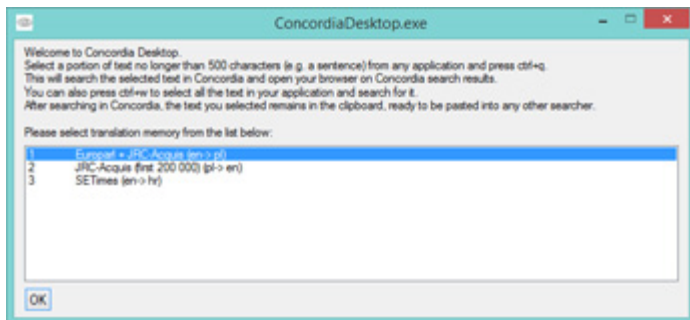 ConcordiaDesktop.exe
Welcome to Concordia Desktop.
Select a portion of text no longer than 500 characters (e.g. a sentence) from any application and press ctrl+q.
This will search the selected text in Concordia and open your browser on Concordia search results.
You can also press ctrl+w to select all the text in your application and search for it.
After searching in Concordia, the text you selected remains in the clipboard, ready to be pasted into any other searcher.
Please select translation memory from the list below:
1 Europarl + JRC-Acquis (en-> pl)
2 JRC-Acquis (first 200 000) (pl-> en)
3 SETimes (en-> hr)
OK